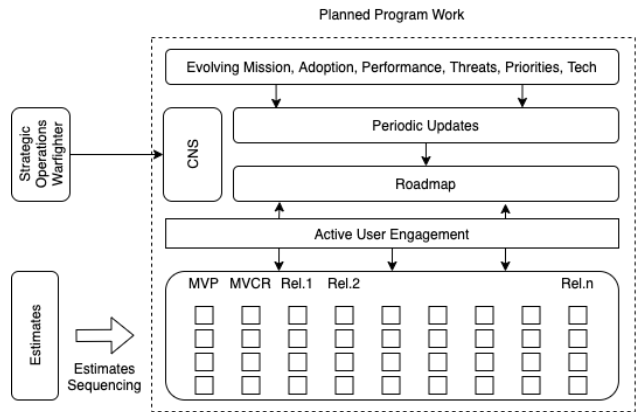 Planned Program Work
Evolving Mission, Adoption, Performance, Threats, Priorities, Tech
Strategic
Operations
Warfighter
CNS
Periodic Updates
Roadmap
Active User Engagement
MVP MVCR Rel.1 Rel.2 Rel.n
Estimates
Estimates
Sequencing